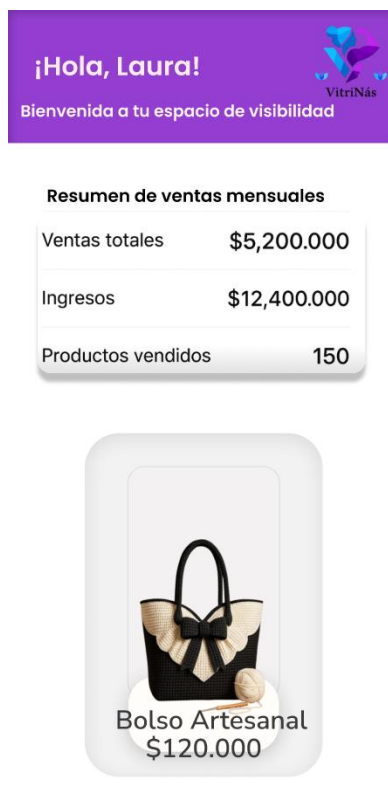 ¡Hola, Laura!
VitriNás
Bienvenida a tu espacio de visibilidad
Resumen de ventas mensuales
Ventas totales $5,200.000
Ingresos $12,400.000
Productos vendidos 150
Bolso Artesanal
$120.000